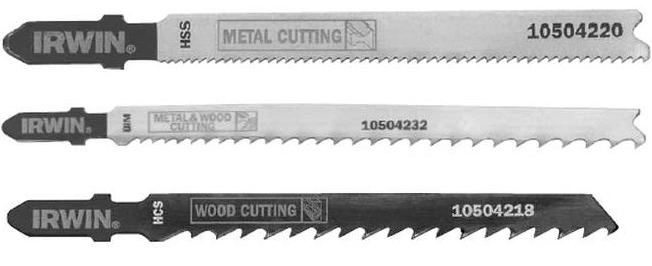 IRWIN® HSS METAL CUTTING 10504220
IRWIN® BIM METAL & WOOD
CUTTING 10504232
IRWIN® HCS WOOD CUTTING 10504218